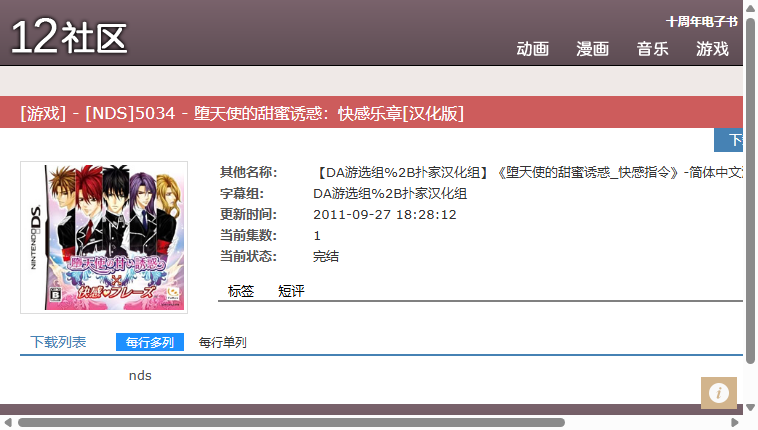 12社区
十周年电子书
动画 漫画 音乐 游戏
[游戏] - [NDS]5034 - 堕天使的甜蜜诱惑：快感乐章[汉化版]
NINTENDO DS
堕天使の甘い誘惑
×
快感♥フレーズ
其他名称: 【DA游选组%2B扑家汉化组】《堕天使的甜蜜诱惑_快感指令》-简体中文
字幕组: DA游选组%2B扑家汉化组
更新时间: 2011-09-27 18:28:12
当前集数: 1
当前状态: 完结
标签 短评
下载列表 每行多列 每行单列
nds